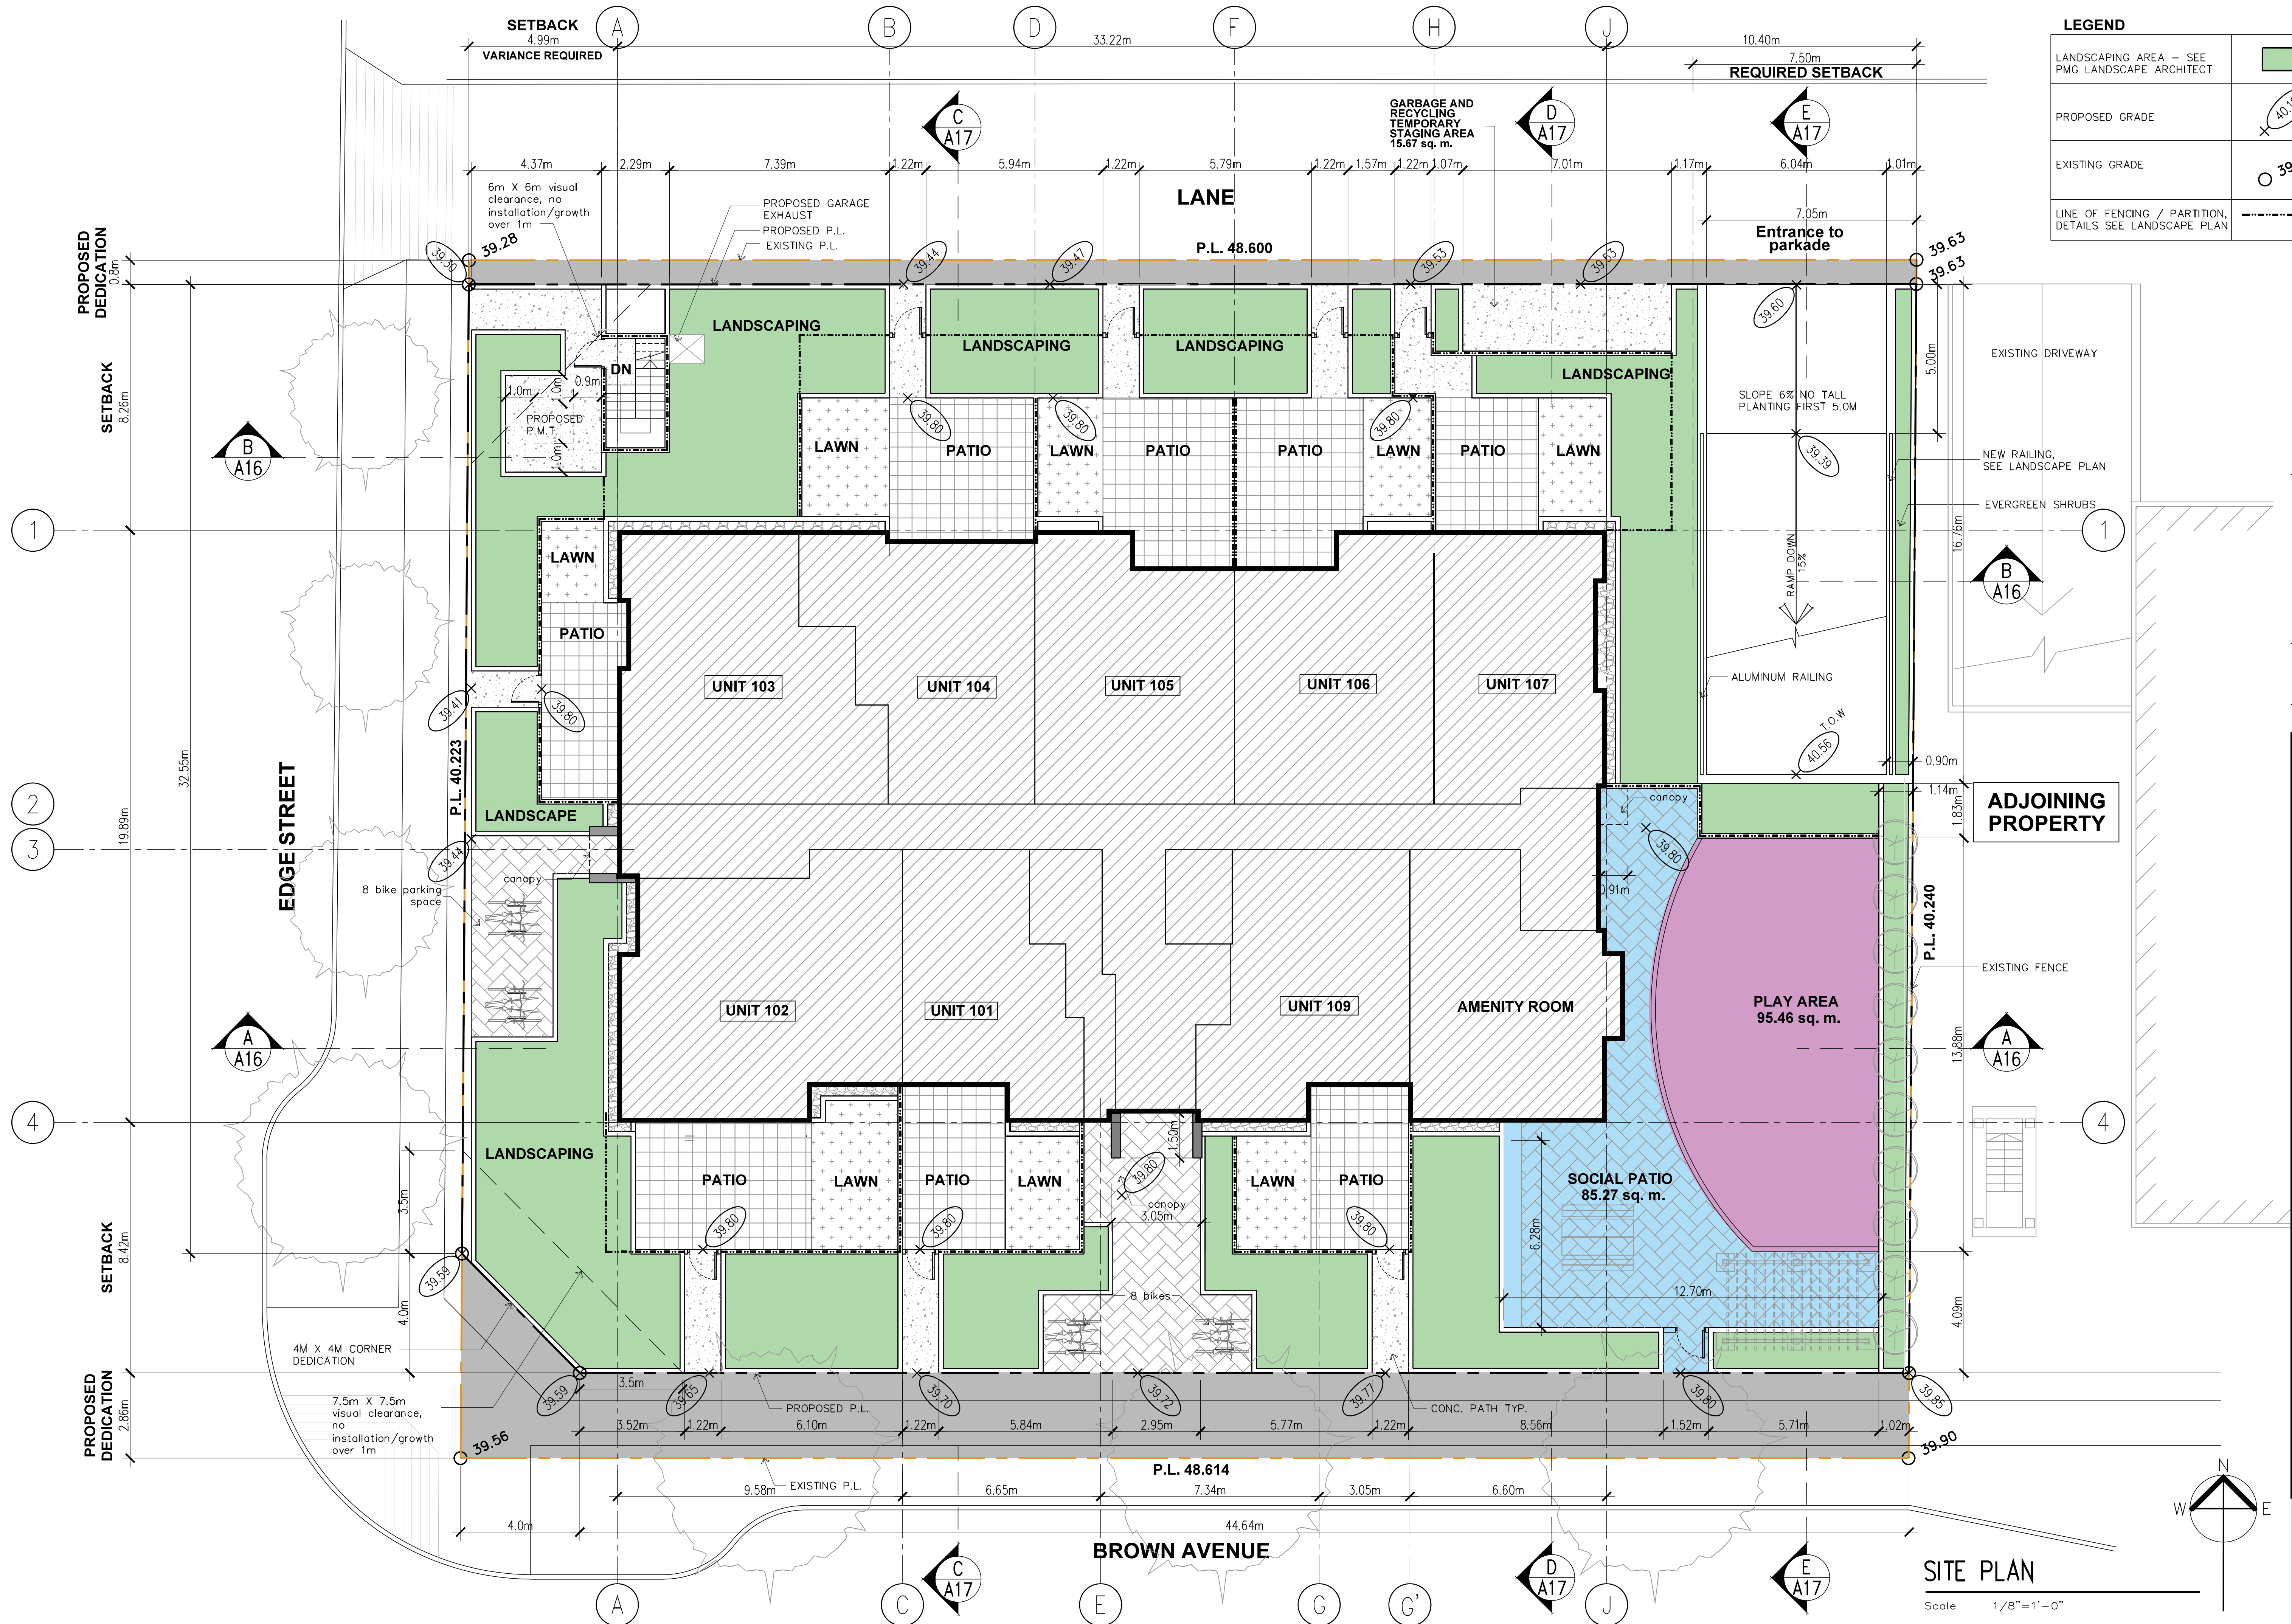 SETBACK
4.99m
VARIANCE REQUIRED
A
B
D
F
H
J
33.22m
10.40m
7.50m
REQUIRED SETBACK
LEGEND
LANDSCAPING AREA – SEE
PMG LANDSCAPE ARCHITECT
PROPOSED GRADE
EXISTING GRADE
LINE OF FENCING / PARTITION,
DETAILS SEE LANDSCAPE PLAN
C
A17
GARBAGE AND
RECYCLING
TEMPORARY
STAGING AREA
15.67 sq. m.
D
A17
E
A17
4.37m
2.29m
7.39m
1.22m
5.94m
1.22m
5.79m
1.22m
1.57m
1.22m
1.07m
7.01m
1.17m
6.04m
1.01m
6m X 6m visual
clearance, no
installation/growth
over 1m
PROPOSED GARAGE
EXHAUST
PROPOSED P.L.
EXISTING P.L.
LANE
7.05m
Entrance to
parkade
P.L. 48.600
PROPOSED
DEDICATION
0.8m
39.30
39.28
39.44
39.47
39.53
39.53
39.63
39.63
39.60
SETBACK
8.26m
LANDSCAPING
LANDSCAPING
LANDSCAPING
LANDSCAPING
DN
1.0m
1.0m
0.9m
PROPOSED
P.M.T.
1.0m
EXISTING DRIVEWAY
5.00m
SLOPE 6% NO TALL
PLANTING FIRST 5.0M
39.80
39.80
39.80
39.39
B
A16
LAWN
PATIO
LAWN
PATIO
PATIO
LAWN
PATIO
LAWN
NEW RAILING,
SEE LANDSCAPE PLAN
EVERGREEN SHRUBS
1
1
16.76m
LAWN
RAMP DOWN
15%
B
A16
PATIO
UNIT 103
UNIT 104
UNIT 105
UNIT 106
UNIT 107
ALUMINUM RAILING
39.41
39.80
T.O.W
40.56
P.L. 40.223
32.55m
EDGE STREET
0.90m
1.14m
1.83m
2
LANDSCAPE
canopy
ADJOINING
PROPERTY
19.89m
3
39.44
39.80
canopy
0.91m
8 bike parking
space
P.L. 40.240
EXISTING FENCE
UNIT 102
UNIT 101
UNIT 109
AMENITY ROOM
PLAY AREA
95.46 sq. m.
A
A16
13.88m
A
A16
4
4
1.50m
LANDSCAPING
PATIO
LAWN
PATIO
LAWN
39.80
canopy
3.05m
LAWN
PATIO
SOCIAL PATIO
85.27 sq. m.
3.5m
39.80
39.80
39.80
6.28m
SETBACK
8.42m
39.59
12.70m
8 bikes
4.0m
4.09m
4M X 4M CORNER
DEDICATION
39.59
3.5m
39.65
39.70
39.72
39.77
39.80
39.85
PROPOSED
DEDICATION
2.86m
7.5m X 7.5m
visual clearance,
no
installation/growth
over 1m
PROPOSED P.L.
CONC. PATH TYP.
3.52m
1.22m
6.10m
1.22m
5.84m
2.95m
5.77m
1.22m
8.56m
1.52m
5.71m
1.02m
39.56
39.90
P.L. 48.614
EXISTING P.L.
9.58m
6.65m
7.34m
3.05m
6.60m
4.0m
44.64m
BROWN AVENUE
N
W
E
A
C
C
A17
E
G
G'
D
A17
J
E
A17
SITE PLAN
Scale 1/8"=1'-0"